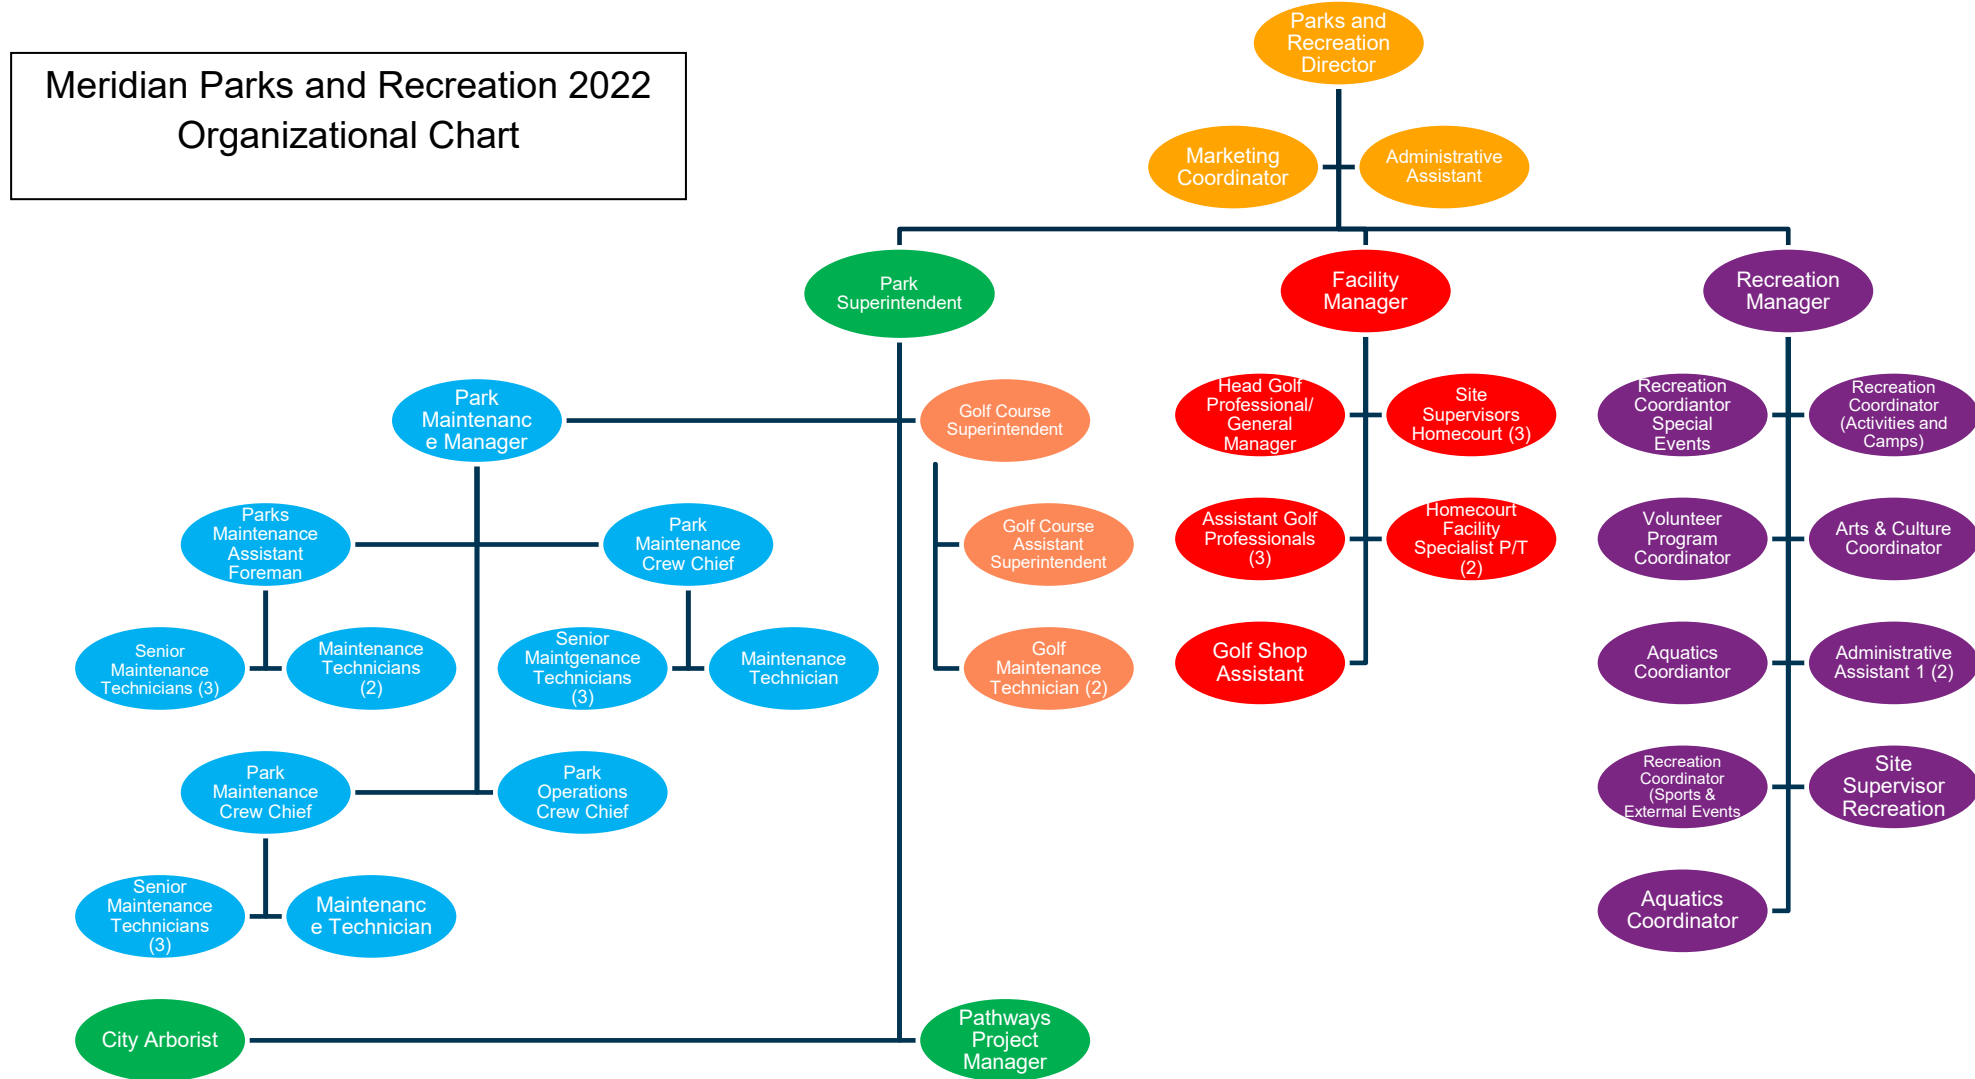 Meridian Parks and Recreation 2022
Organizational Chart
Parks and
Recreation
Director
Marketing
Coordinator
Administrative
Assistant
Park
Superintendent
Facility
Manager
Recreation
Manager
Park
Maintenanc
e Manager
Golf Course
Superintendent
Head Golf
Professional/
General
Manager
Site
Supervisors
Homecourt (3)
Recreation
Coordiantor
Special
Events
Recreation
Coordinator
(Activities and
Camps)
Parks
Maintenance
Assistant
Foreman
Park
Maintenance
Crew Chief
Golf Course
Assistant
Superintendent
Assistant Golf
Professionals
(3)
Homecourt
Facility
Specialist P/T
(2)
Volunteer
Program
Coordinator
Arts & Culture
Coordinator
Senior
Maintenance
Technicians (3)
Maintenance
Technicians
(2)
Senior
Maintgenance
Technicians
(3)
Maintenance
Technician
Golf
Maintenance
Technician (2)
Golf Shop
Assistant
Aquatics
Coordiantor
Administrative
Assistant 1 (2)
Park
Maintenance
Crew Chief
Park
Operations
Crew Chief
Recreation
Coordinator
(Sports &
Extermal Events
Site
Supervisor
Recreation
Senior
Maintenance
Technicians
(3)
Maintenanc
e Technician
Aquatics
Coordinator
City Arborist
Pathways
Project
Manager